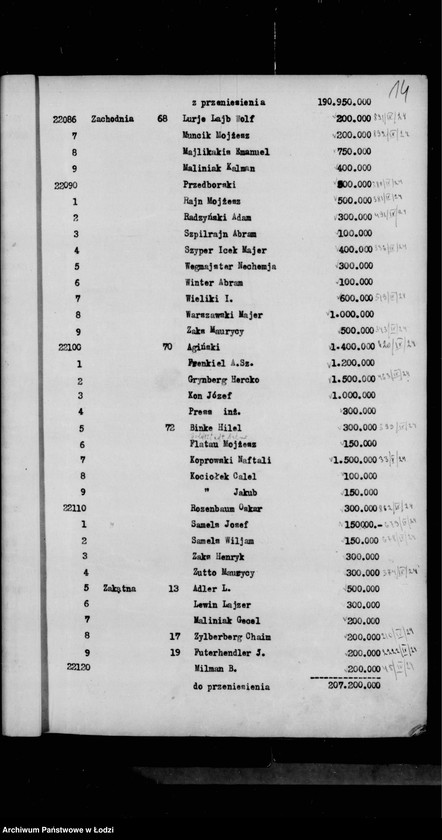 14
z przeniesienia 190.950.000
22086 Zachodnia 68 Lurje Lajb Wolf 200.000
7 Muncik Mojżesz 200.000
8 Majlikakis Emanuel 750.000
9 Maliniak Kalman 400.000
22090 Przedborski 800.000
1 Rajn Mojżesz 500.000
2 Radzyński Adam 300.000
3 Szpilrajn Abram 100.000
4 Szyper Icek Majer 400.000
5 Wegmajster Nechemja 300.000
6 Winter Abram 100.000
7 Wieliki I. 600.000
8 Warszawski Majer 1.000.000
9 Zaks Maurycy 500.000
22100 70 Agiński 1.400.000
1 Frenkiel A.Sz. 1.200.000
2 Grynberg Hercko 1.500.000
3 Kon Józef 1.000.000
4 Press inż. 300.000
5 72 Binke Hilel 300.000
6 Flatau Mojżesz 150.000
7 Koprowski Naftali 1.500.000
8 Kociołek Calel 100.000
9 " Jakub 150.000
22110 Rozenbaum Oskar 300.000
1 Samels Josef 150000.-
2 Samels Wiljam 150.000
3 Zaks Henryk 300.000
4 Zutto Maurycy 300.000
5 Zakątna 13 Adler L. 500.000
6 Lewin Lajzer 300.000
7 Maliniak Gecel 200.000
8 17 Zylberberg Chaim 200.000
9 19 Futerhendler J. 200.000
22120 Milman B. 200.000
do przeniesienia 207.200.000
Archiwum Państwowe w Łodzi